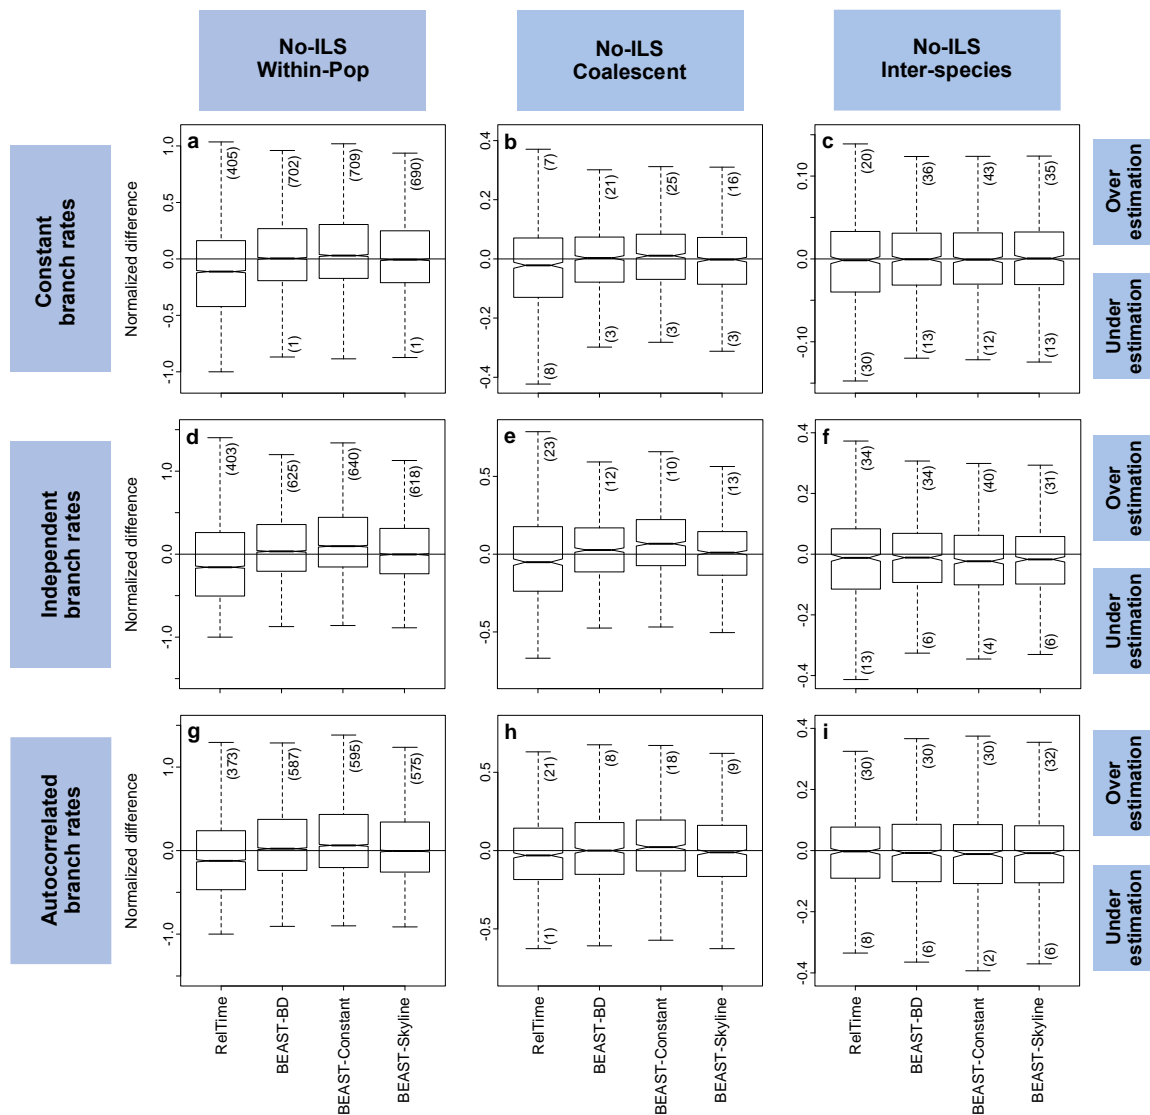 No-ILS
Within-Pop
No-ILS
Coalescent
No-ILS
Inter-species
Constant
branch rates
Normalized difference
a
1.0
0.5
0.0
-0.5
-1.0
(405)
(702)
(1)
(709)
(690)
(1)
b
0.4
0.2
0.0
-0.2
-0.4
(7)
(8)
(21)
(3)
(25)
(3)
(16)
(3)
c
0.10
0.00
-0.10
(20)
(30)
(36)
(13)
(43)
(12)
(35)
(13)
Over
estimation
Under
estimation
Independent
branch rates
Normalized difference
d
1.0
0.0
-1.0
(403)
(625)
(640)
(618)
e
0.5
0.0
-0.5
(23)
(12)
(10)
(13)
f
0.4
0.2
0.0
-0.2
-0.4
(34)
(13)
(34)
(6)
(40)
(4)
(31)
(6)
Over
estimation
Under
estimation
Autocorrelated
branch rates
Normalized difference
g
1.0
0.0
-1.0
(373)
(587)
(595)
(575)
h
0.5
0.0
-0.5
(21)
(1)
(8)
(18)
(9)
i
0.4
0.2
0.0
-0.2
-0.4
(30)
(8)
(30)
(6)
(30)
(2)
(32)
(6)
Over
estimation
Under
estimation
RelTime
BEAST-BD
BEAST-Constant
BEAST-Skyline
RelTime
BEAST-BD
BEAST-Constant
BEAST-Skyline
RelTime
BEAST-BD
BEAST-Constant
BEAST-Skyline